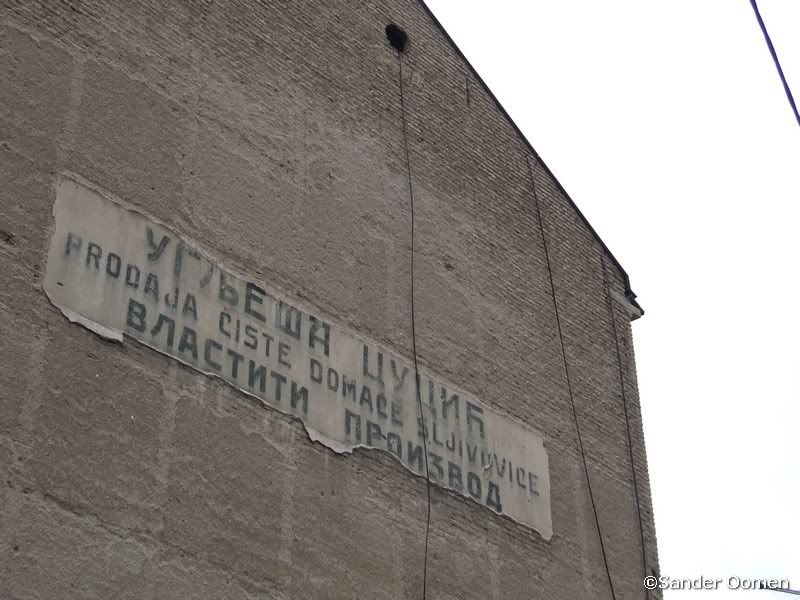 УГЉЕША ЦУЦИЋ
PRODAJA ČISTE DOMAĆE ŠLJIVOVICE
ВЛАСТИТИ ПРОИЗВОД
©Sander Oomen